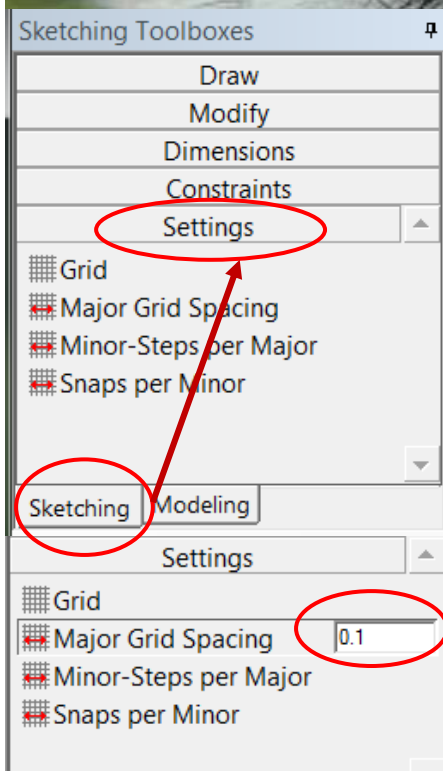 Sketching Toolboxes
Draw
Modify
Dimensions
Constraints
Settings
Grid
Major Grid Spacing
Minor-Steps per Major
Snaps per Minor
Sketching Modeling
Settings
Grid
Major Grid Spacing 0.1
Minor-Steps per Major
Snaps per Minor